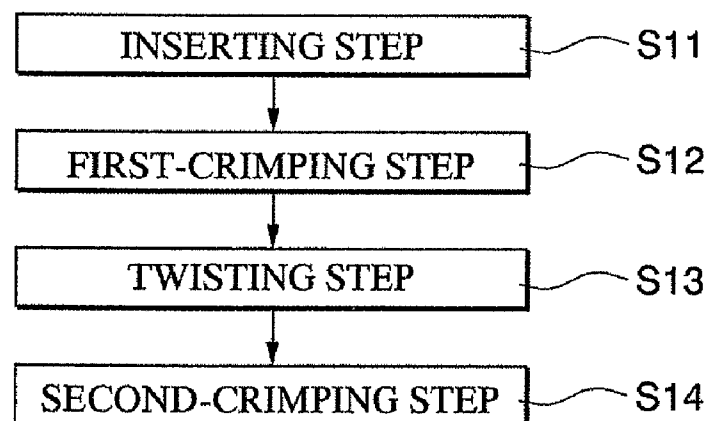 INSERTING STEP S11
FIRST-CRIMPING STEP S12
TWISTING STEP S13
SECOND-CRIMPING STEP S14